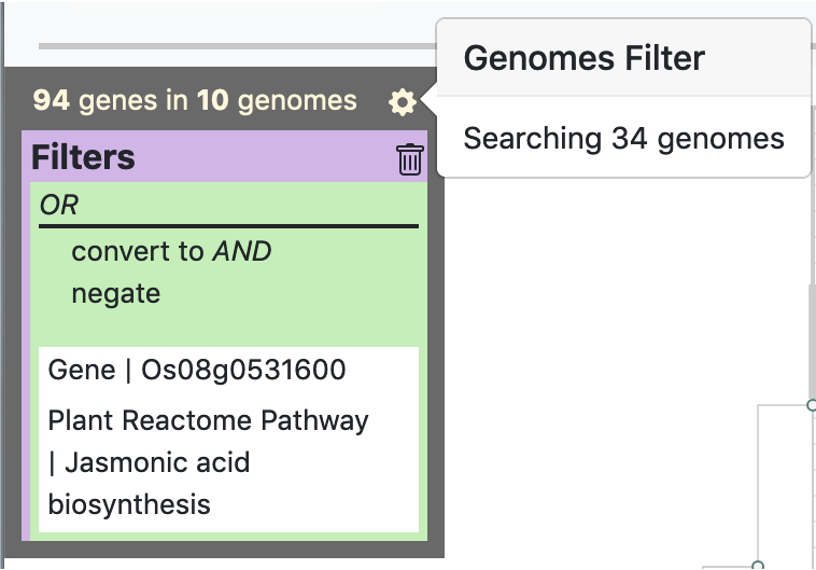 94 genes in 10 genomes
Genomes Filter
Searching 34 genomes
Filters
OR
convert to AND
negate
Gene | Os08g0531600
Plant Reactome Pathway
| Jasmonic acid
biosynthesis